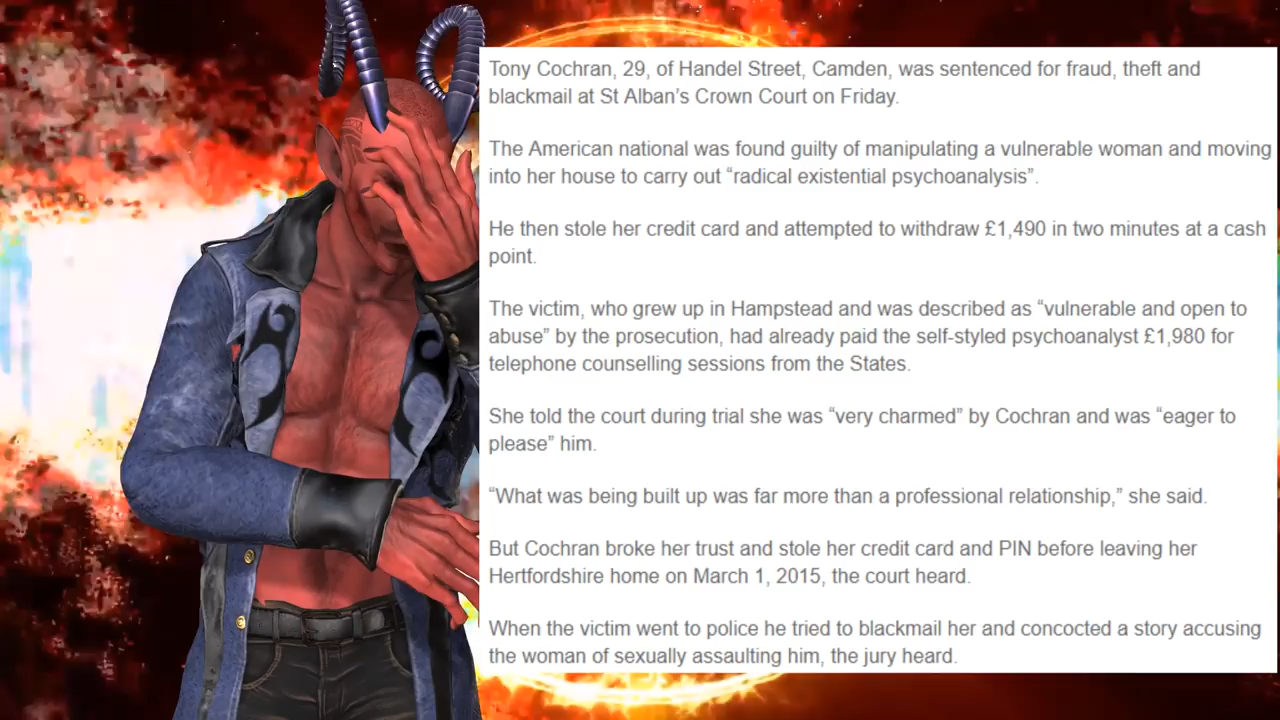 Tony Cochran, 29, of Handel Street, Camden, was sentenced for fraud, theft and
blackmail at St Alban’s Crown Court on Friday.
The American national was found guilty of manipulating a vulnerable woman and moving
into her house to carry out “radical existential psychoanalysis”.
He then stole her credit card and attempted to withdraw £1,490 in two minutes at a cash
point.
The victim, who grew up in Hampstead and was described as “vulnerable and open to
abuse” by the prosecution, had already paid the self-styled psychoanalyst £1,980 for
telephone counselling sessions from the States.
She told the court during trial she was “very charmed” by Cochran and was “eager to
please” him.
“What was being built up was far more than a professional relationship,” she said.
But Cochran broke her trust and stole her credit card and PIN before leaving her
Hertfordshire home on March 1, 2015, the court heard.
When the victim went to police he tried to blackmail her and concocted a story accusing
the woman of sexually assaulting him, the jury heard.